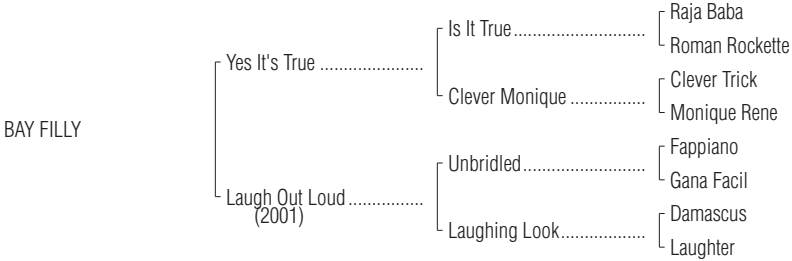 Raja Baba
Is It True..............................
Roman Rockette
Yes It's True ......................
Clever Trick
Clever Monique .................
Monique Rene
BAY FILLY
Fappiano
Unbridled...........................
Gana Facil
Laugh Out Loud................
(2001)
Damascus
Laughing Look..................
Laughter